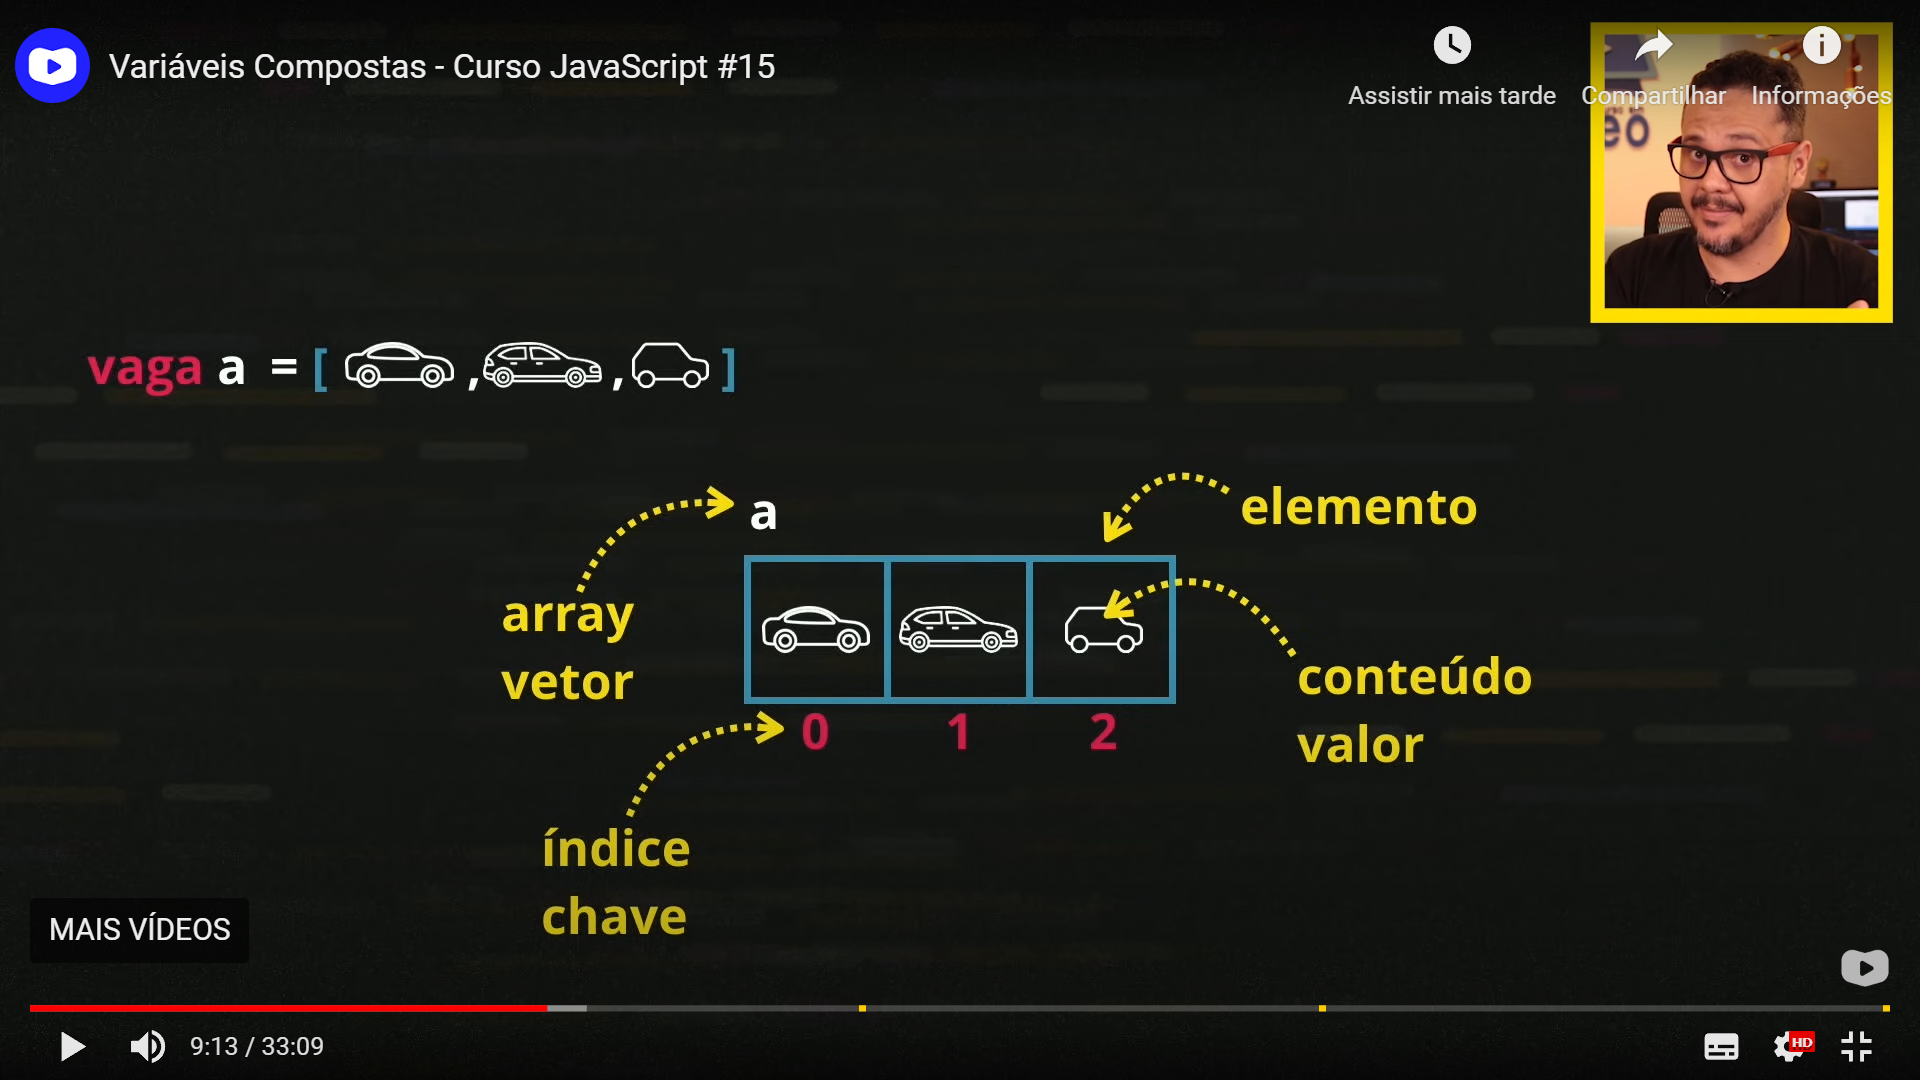 Variáveis Compostas - Curso JavaScript #15
Assistir mais tarde
Compartilhar
Informações
eo
vaga a = [ , , ]
a
elemento
array
vetor
conteúdo
valor
0 1 2
índice
chave
MAIS VÍDEOS
9:13 / 33:09
HD